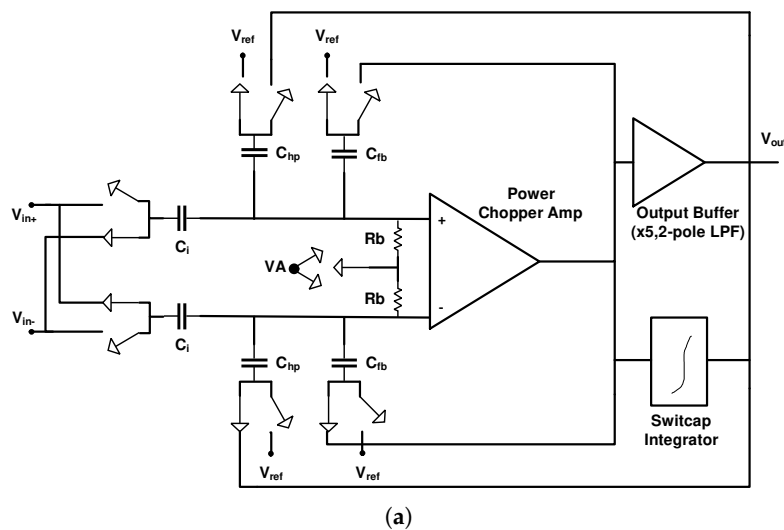 Vref
Vref
Chp
Cfb
Vout
Power
Chopper Amp
Output Buffer
(x5,2-pole LPF)
Vin+
Ci
Rb
+
VA
Rb
-
Vin-
Ci
Chp
Cfb
Switcap
Integrator
Vref
Vref
(a)